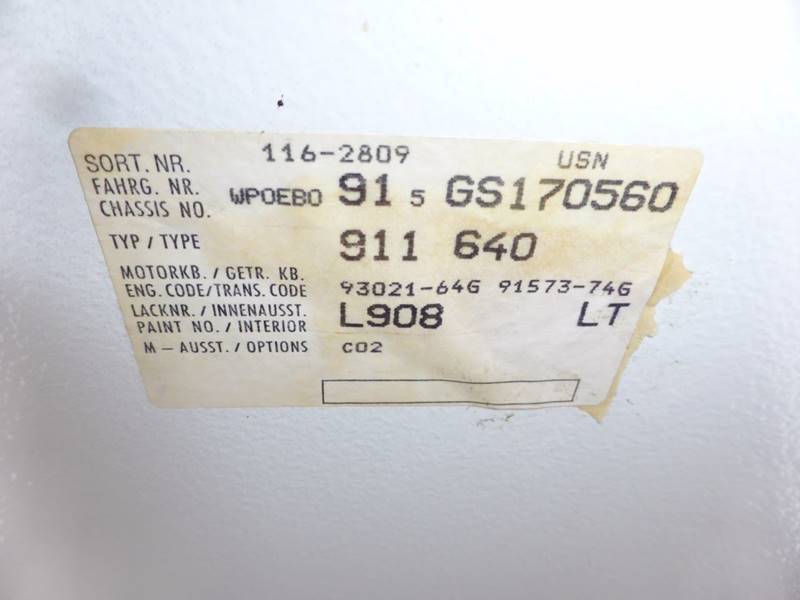 SORT. NR. 116-2809 USN
FAHRG. NR. WPOEBO 91 5 GS170560
CHASSIS NO.
TYP / TYPE 911 640
MOTORKB. / GETR. KB.
ENG. CODE/TRANS. CODE 93021-64G 91573-74G
LACKNR. / INNENAUSST. L908 LT
PAINT NO. / INTERIOR
M – AUSST. / OPTIONS C02